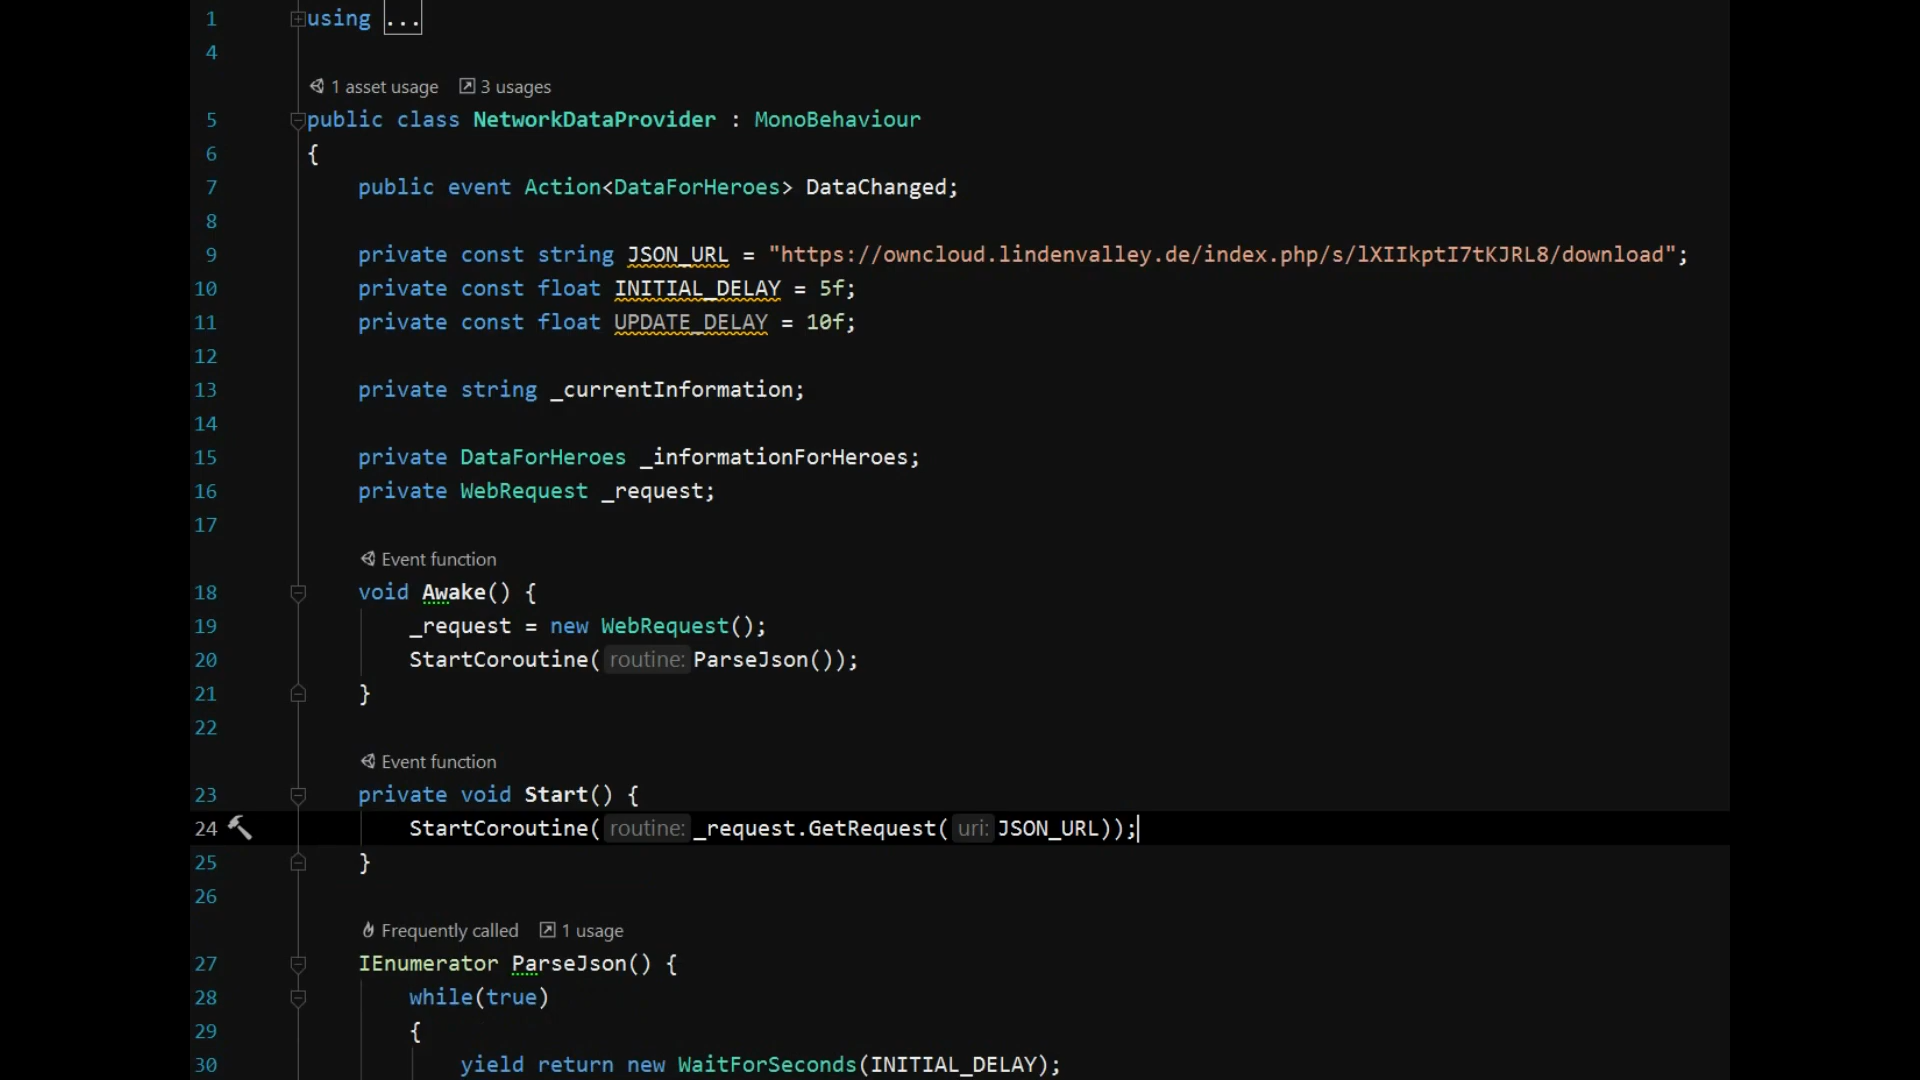 1 using ...
4
1 asset usage 3 usages
5 public class NetworkDataProvider : MonoBehaviour
6 {
7 public event Action<DataForHeroes> DataChanged;
8
9 private const string JSON_URL = "https://owncloud.lindenvalley.de/index.php/s/lXIIkptI7tKJRL8/download";
10 private const float INITIAL_DELAY = 5f;
11 private const float UPDATE_DELAY = 10f;
12
13 private string _currentInformation;
14
15 private DataForHeroes _informationForHeroes;
16 private WebRequest _request;
17
Event function
18 void Awake() {
19 _request = new WebRequest();
20 StartCoroutine( routine: ParseJson());
21 }
22
Event function
23 private void Start() {
24 StartCoroutine( routine: _request.GetRequest( uri: JSON_URL));
25 }
26
Frequently called 1 usage
27 IEnumerator ParseJson() {
28 while(true)
29 {
30 yield return new WaitForSeconds(INITIAL_DELAY);